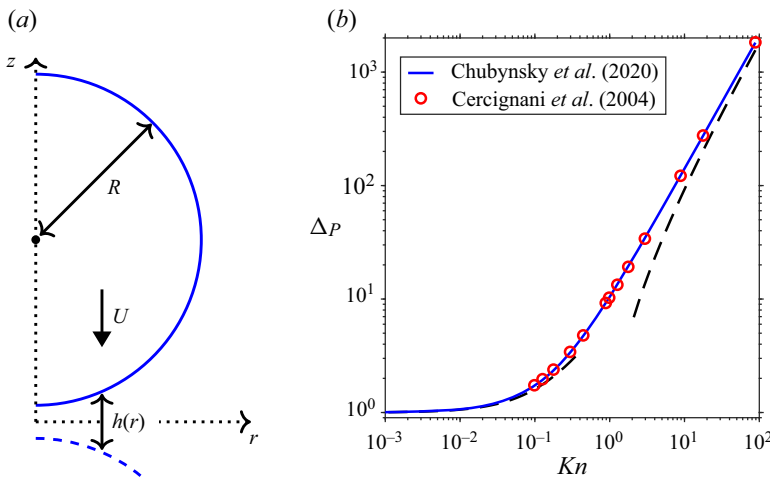 (a)
z
R
U
h(r)
r
(b)
10³
10²
10¹
10⁰
Δ_P
Chubynsky et al. (2020)
Cercignani et al. (2004)
10⁻³ 10⁻² 10⁻¹ 10⁰ 10¹ 10²
Kn